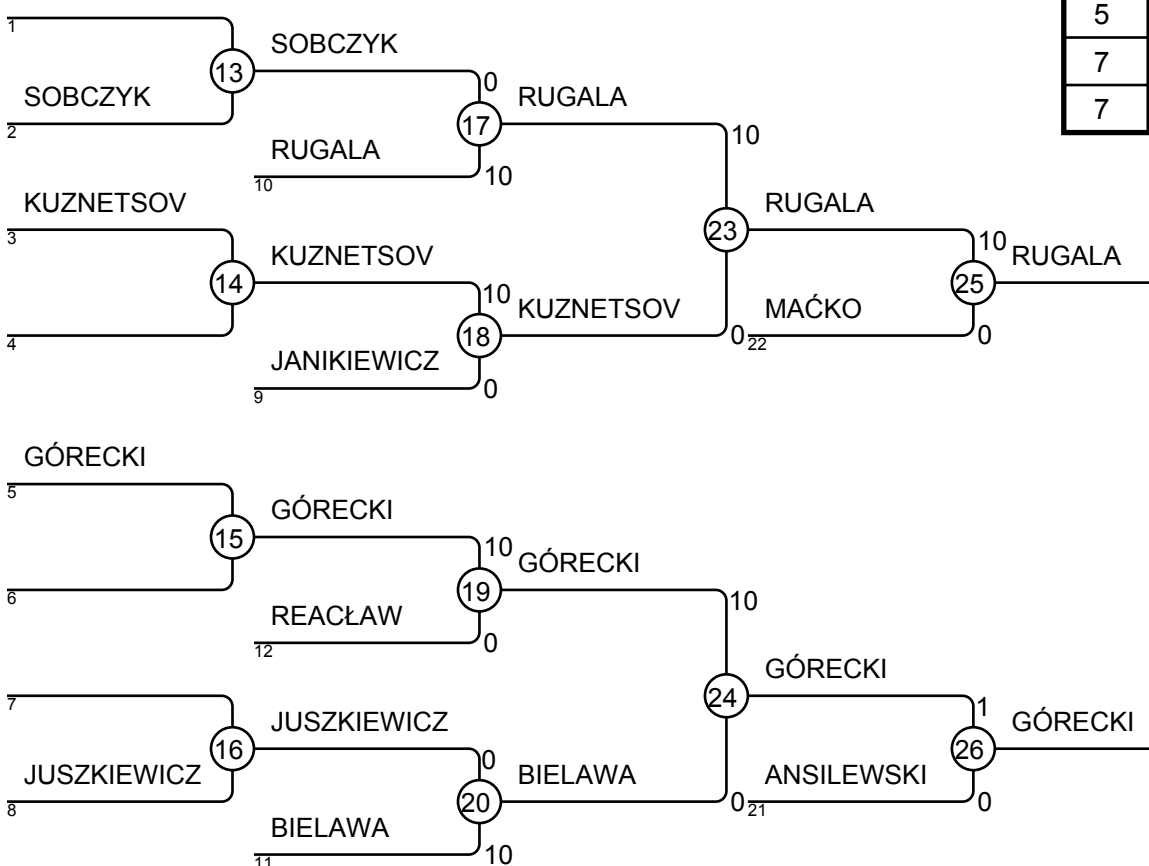 1
5
SOBCZYK
13
0
7
SOBCZYK
RUGALA
2
17
7
RUGALA
10
10
10
KUZNETSOV
RUGALA
3
23
KUZNETSOV
10
RUGALA
14
10
25
KUZNETSOV
MAĆKO
4
18
0
22
0
JANIKIEWICZ
9
0
GÓRECKI
5
GÓRECKI
15
10
GÓRECKI
6
19
10
REACŁAW
12
0
GÓRECKI
7
24
JUSZKIEWICZ
1
GÓRECKI
16
0
26
JUSZKIEWICZ
BIELAWA
ANSILEWSKI
8
20
0
21
0
BIELAWA
11
10